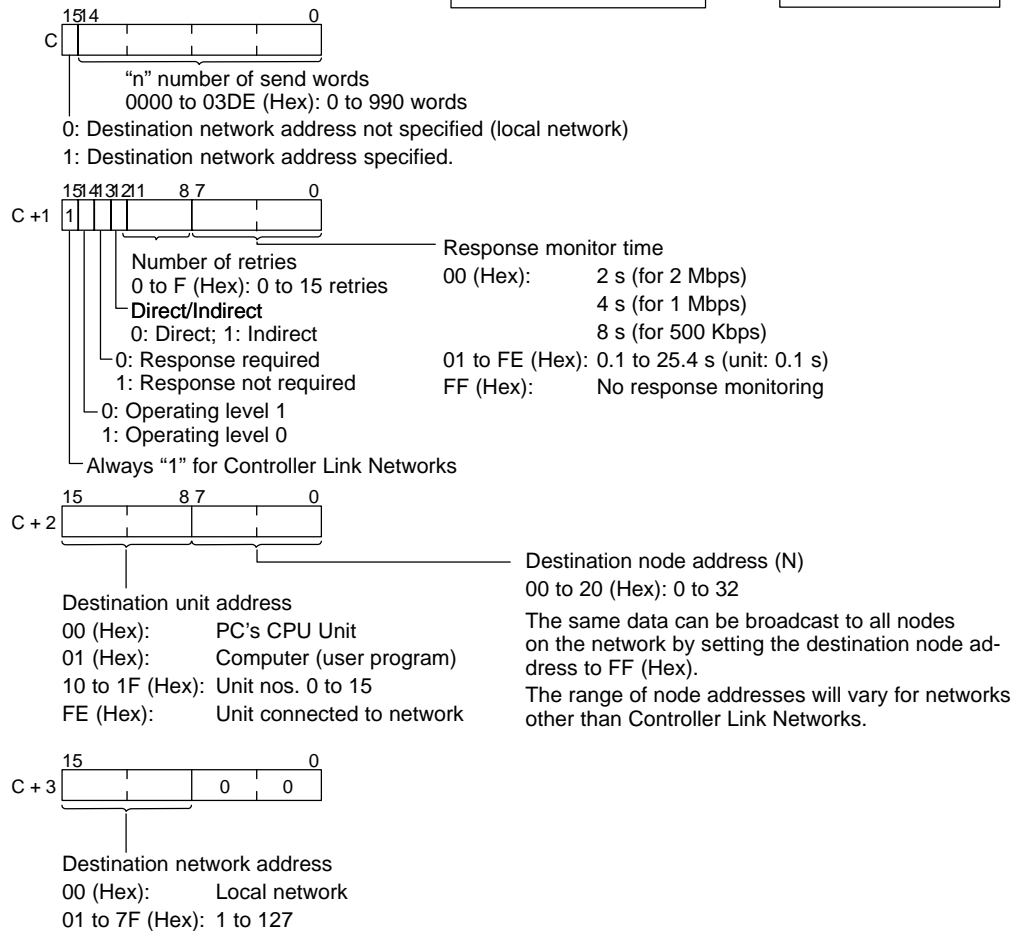 15 14 0
C
"n" number of send words
0000 to 03DE (Hex): 0 to 990 words
0: Destination network address not specified (local network)
1: Destination network address specified.
15 14 13 12 11 8 7 0
C +1 1
Number of retries
0 to F (Hex): 0 to 15 retries
Direct/Indirect
0: Direct; 1: Indirect
0: Response required
1: Response not required
0: Operating level 1
1: Operating level 0
Always "1" for Controller Link Networks
Response monitor time
00 (Hex): 2 s (for 2 Mbps)
4 s (for 1 Mbps)
8 s (for 500 Kbps)
01 to FE (Hex): 0.1 to 25.4 s (unit: 0.1 s)
FF (Hex): No response monitoring
15 8 7 0
C + 2
Destination unit address
00 (Hex): PC's CPU Unit
01 (Hex): Computer (user program)
10 to 1F (Hex): Unit nos. 0 to 15
FE (Hex): Unit connected to network
Destination node address (N)
00 to 20 (Hex): 0 to 32
The same data can be broadcast to all nodes
on the network by setting the destination node ad-
dress to FF (Hex).
The range of node addresses will vary for networks
other than Controller Link Networks.
15 0
C + 3 0 0
Destination network address
00 (Hex): Local network
01 to 7F (Hex): 1 to 127